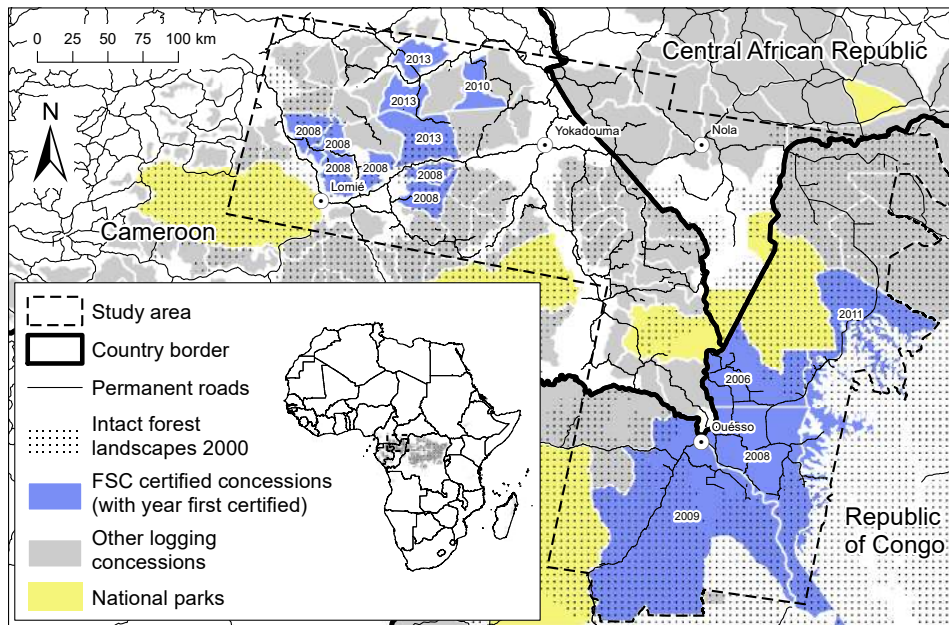 0 25 50 75 100 km
N
Central African Republic
2013
2010
2013
2008
2013
2008
2008
2008
2008
Yokadouma
Nola
Lomié
Cameroon
2011
2006
Ouésso
2008
2009
Republic
of Congo
Study area
Country border
Permanent roads
Intact forest
landscapes 2000
FSC certified concessions
(with year first certified)
Other logging
concessions
National parks